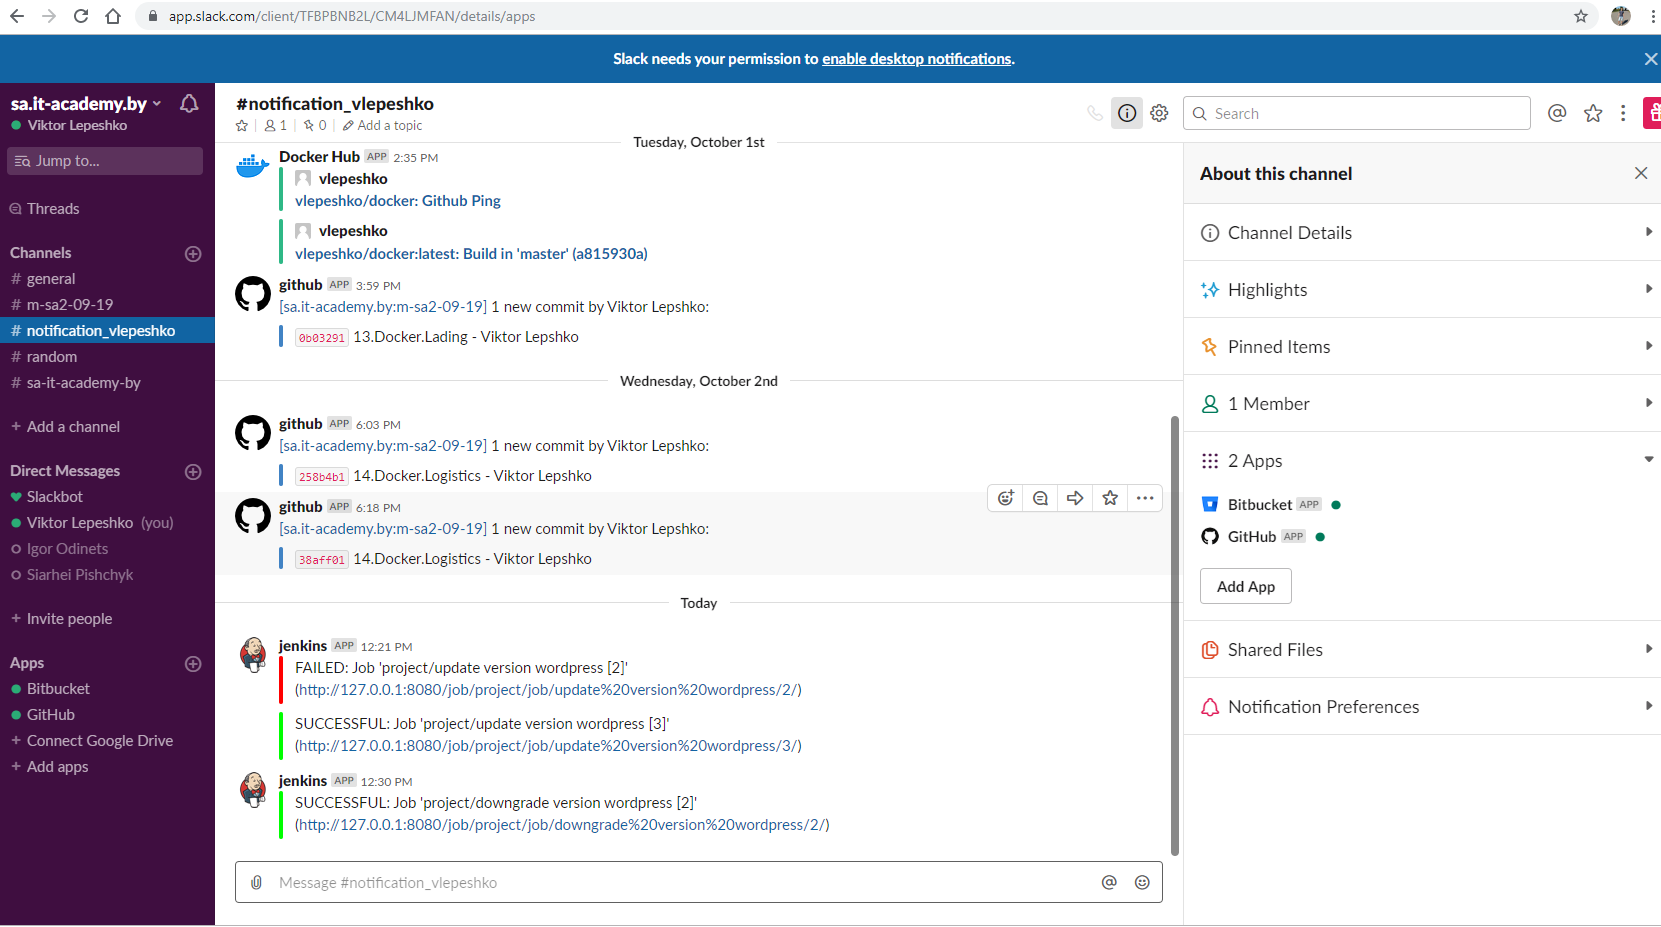 app.slack.com/client/TFBPBNB2L/CM4LJMFAN/details/apps
Slack needs your permission to enable desktop notifications.
sa.it-academy.by
Viktor Lepeshko
Jump to...
Threads
Channels
# general
# m-sa2-09-19
# notification_vlepeshko
# random
# sa-it-academy-by
+ Add a channel
Direct Messages
Slackbot
Viktor Lepeshko (you)
Igor Odinets
Siarhei Pishchyk
+ Invite people
Apps
Bitbucket
GitHub
+ Connect Google Drive
+ Add apps
#notification_vlepeshko
1 | 0 | Add a topic
Search
Tuesday, October 1st
Docker Hub APP 2:35 PM
vlepeshko
vlepeshko/docker: Github Ping
vlepeshko
vlepeshko/docker:latest: Build in 'master' (a815930a)
github APP 3:59 PM
[sa.it-academy.by:m-sa2-09-19] 1 new commit by Viktor Lepshko:
0b03291 13.Docker.Lading - Viktor Lepshko
Wednesday, October 2nd
github APP 6:03 PM
[sa.it-academy.by:m-sa2-09-19] 1 new commit by Viktor Lepshko:
258b4b1 14.Docker.Logistics - Viktor Lepshko
github APP 6:18 PM
[sa.it-academy.by:m-sa2-09-19] 1 new commit by Viktor Lepshko:
38aff01 14.Docker.Logistics - Viktor Lepshko
Today
jenkins APP 12:21 PM
FAILED: Job 'project/update version wordpress [2]'
(http://127.0.0.1:8080/job/project/job/update%20version%20wordpress/2/)
SUCCESSFUL: Job 'project/update version wordpress [3]'
(http://127.0.0.1:8080/job/project/job/update%20version%20wordpress/3/)
jenkins APP 12:30 PM
SUCCESSFUL: Job 'project/downgrade version wordpress [2]'
(http://127.0.0.1:8080/job/project/job/downgrade%20version%20wordpress/2/)
Message #notification_vlepeshko
About this channel
Channel Details
Highlights
Pinned Items
1 Member
2 Apps
Bitbucket APP
GitHub APP
Add App
Shared Files
Notification Preferences